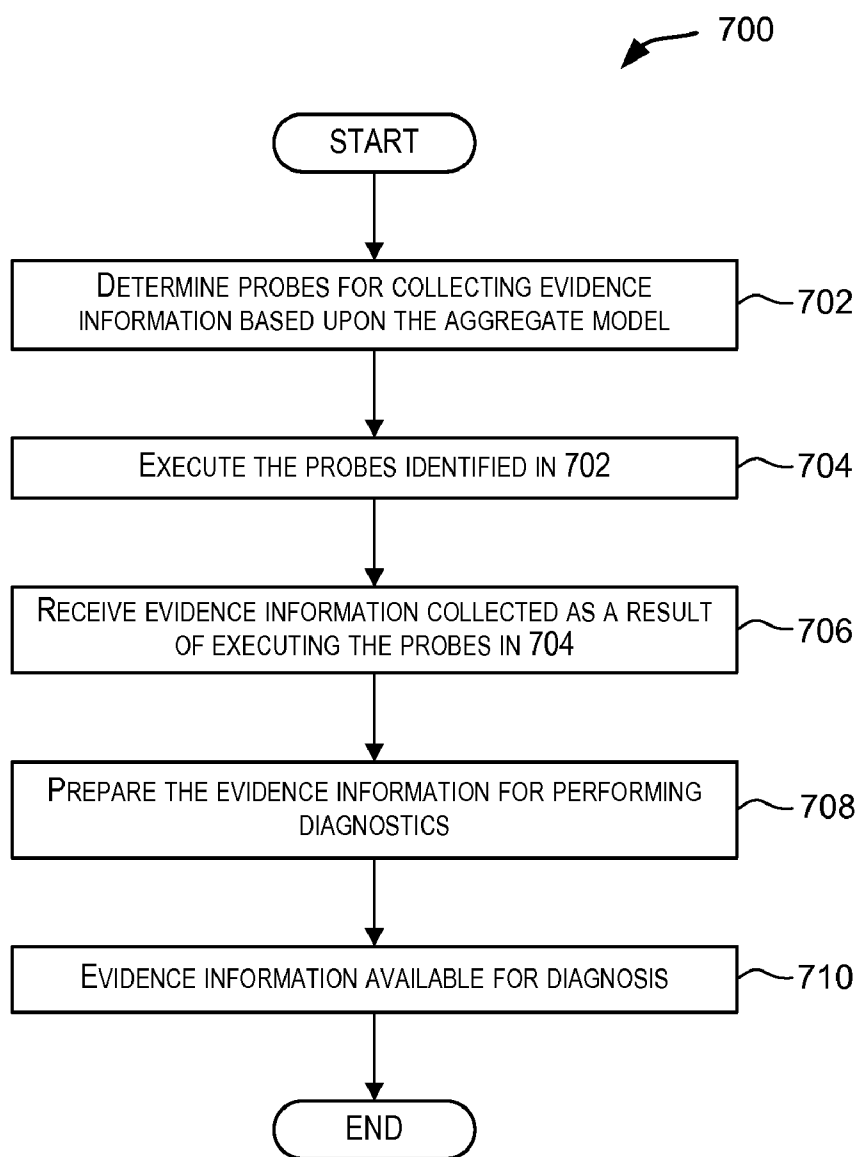 700
START
DETERMINE PROBES FOR COLLECTING EVIDENCE
INFORMATION BASED UPON THE AGGREGATE MODEL
702
EXECUTE THE PROBES IDENTIFIED IN 702
704
RECEIVE EVIDENCE INFORMATION COLLECTED AS A RESULT
OF EXECUTING THE PROBES IN 704
706
PREPARE THE EVIDENCE INFORMATION FOR PERFORMING
DIAGNOSTICS
708
EVIDENCE INFORMATION AVAILABLE FOR DIAGNOSIS
710
END